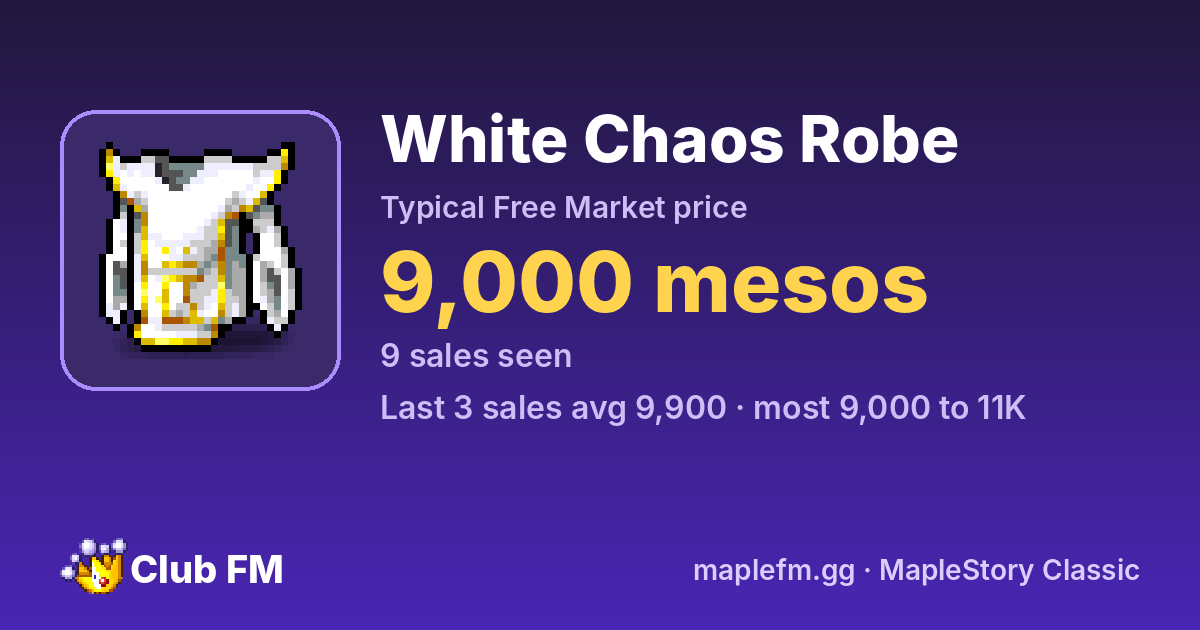 White Chaos Robe
Typical Free Market price
9,000 mesos
9 sales seen
Last 3 sales avg 9,900 · most 9,000 to 11K
Club FM
maplefm.gg · MapleStory Classic